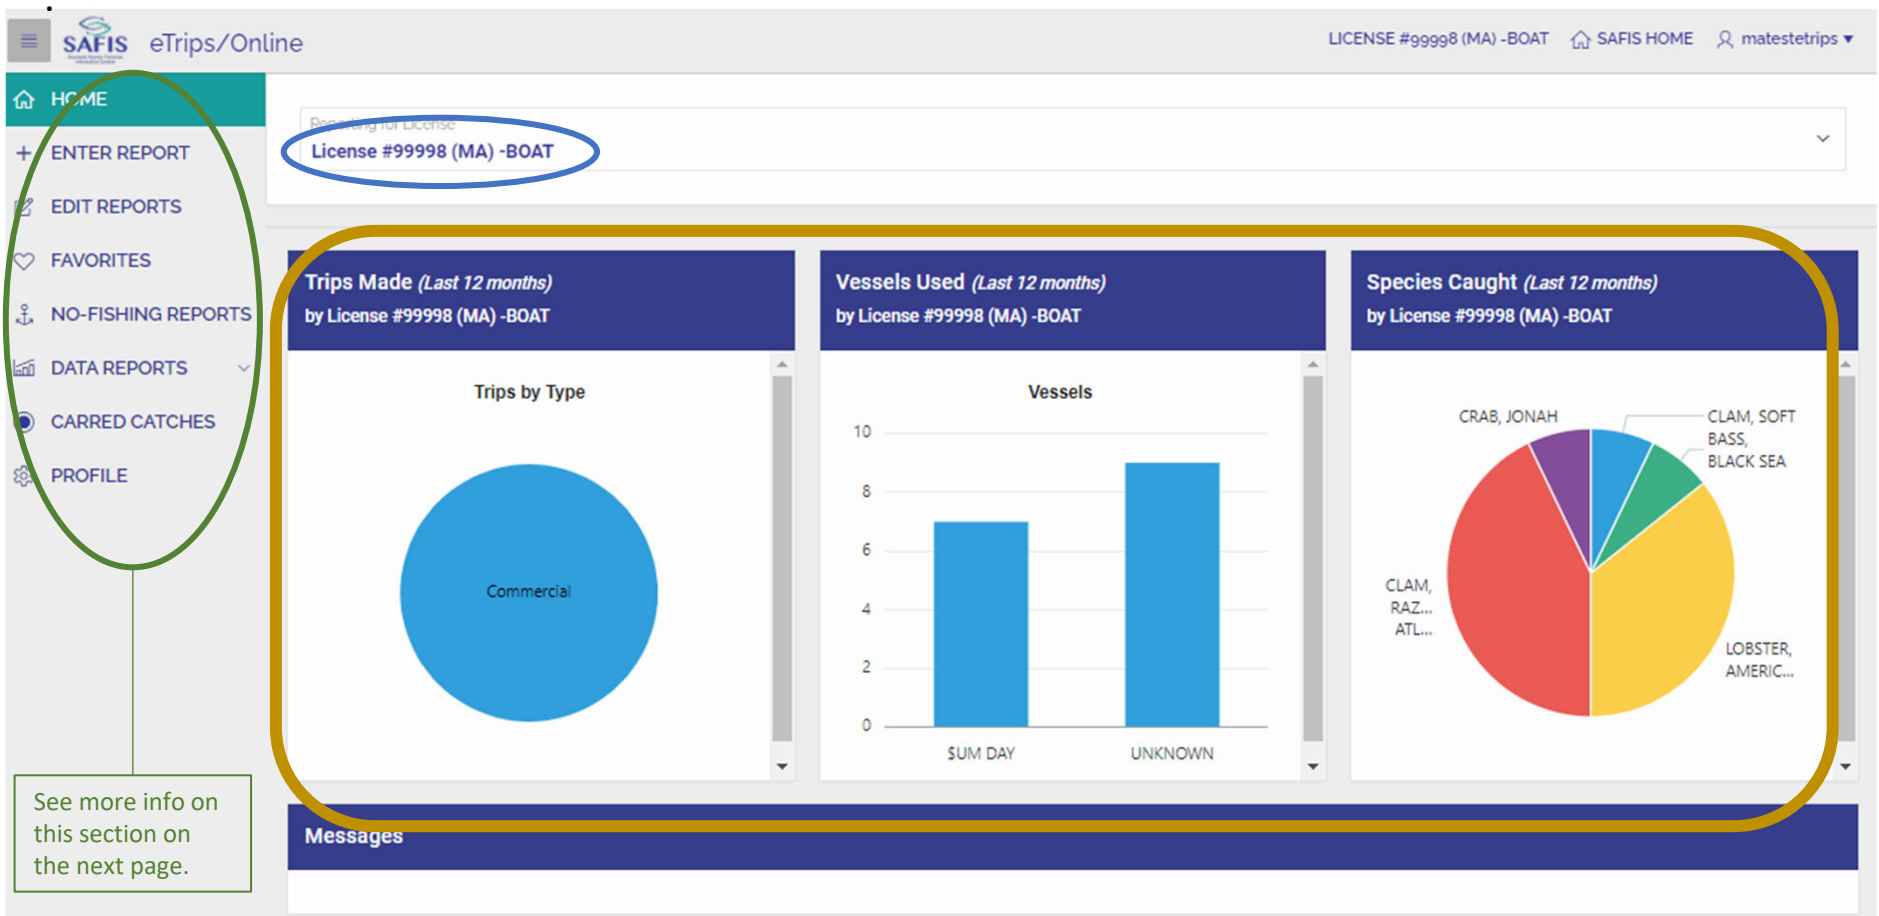 SAFIS eTrips/Online
LICENSE #99998 (MA) -BOAT
SAFIS HOME
matestetrips
HOME
ENTER REPORT
EDIT REPORTS
FAVORITES
NO-FISHING REPORTS
DATA REPORTS
CARRED CATCHES
PROFILE
See more info on
this section on
the next page.
Reporting for License
License #99998 (MA) -BOAT
Trips Made (Last 12 months)
by License #99998 (MA) -BOAT
Trips by Type
Commercial
Vessels Used (Last 12 months)
by License #99998 (MA) -BOAT
Vessels
10
8
6
4
2
0
$UM DAY
UNKNOWN
Species Caught (Last 12 months)
by License #99998 (MA) -BOAT
CRAB, JONAH
CLAM, SOFT
BASS,
BLACK SEA
CLAM,
RAZ...
ATL...
LOBSTER,
AMERIC...
Messages